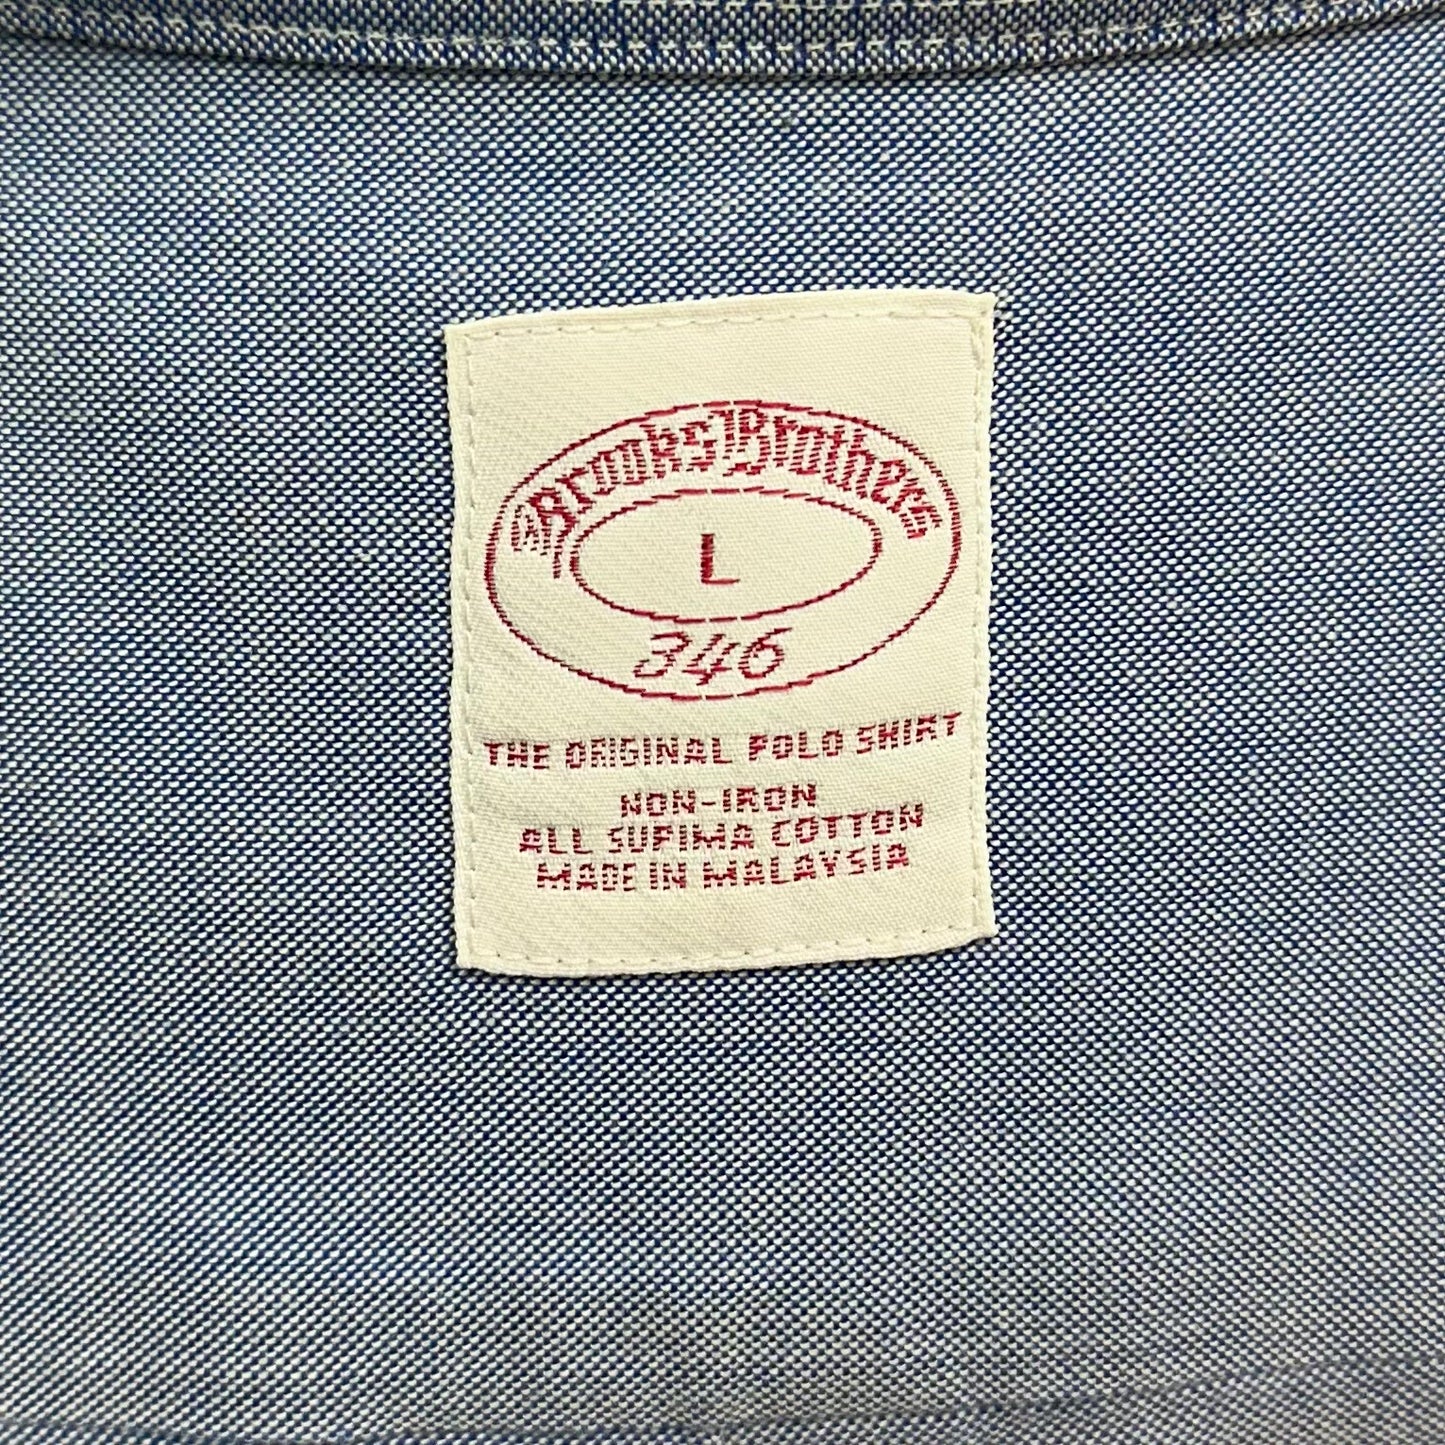 Brooks Brothers
L
346
THE ORIGINAL POLO SHIRT
NON-IRON
ALL SUPIMA COTTON
MADE IN MALAYSIA